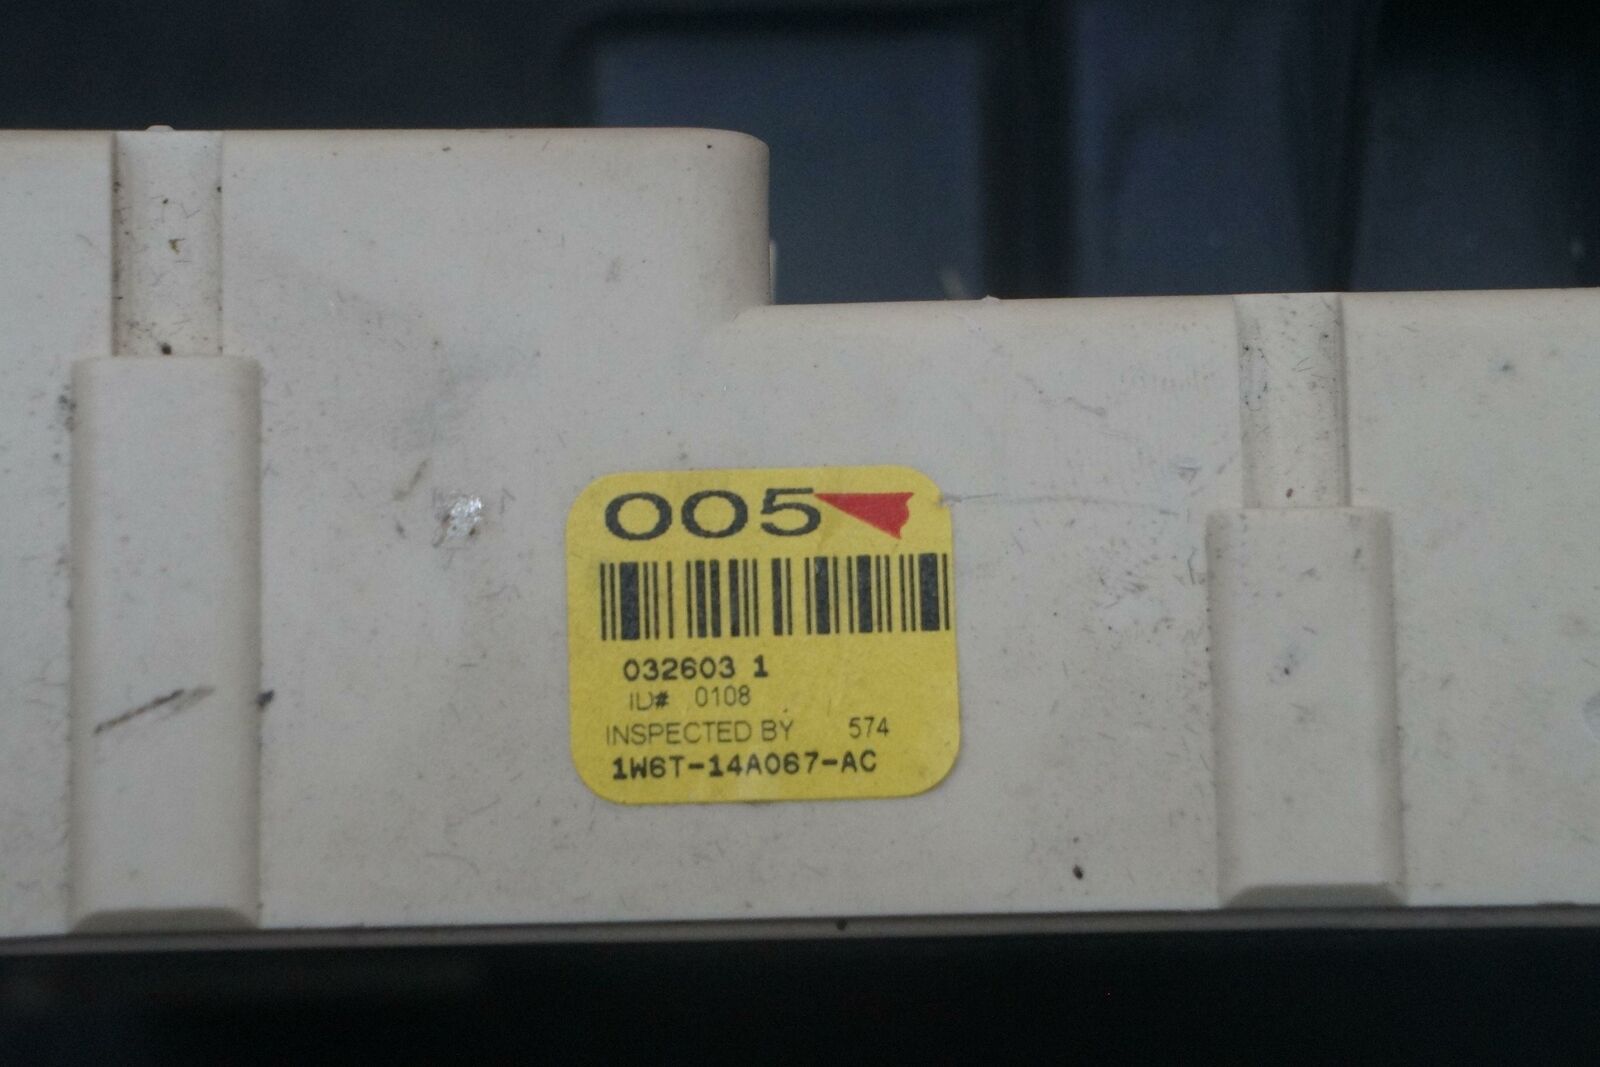 005
032603 1
ID# 0108
INSPECTED BY 574
1W6T-14A067-AC